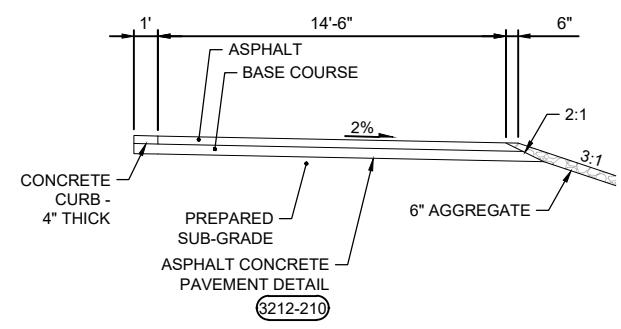 1'
14'-6"
6"
ASPHALT
BASE COURSE
2%
2:1
3:1
CONCRETE
CURB -
4" THICK
PREPARED
SUB-GRADE
6" AGGREGATE
ASPHALT CONCRETE
PAVEMENT DETAIL
3212-210